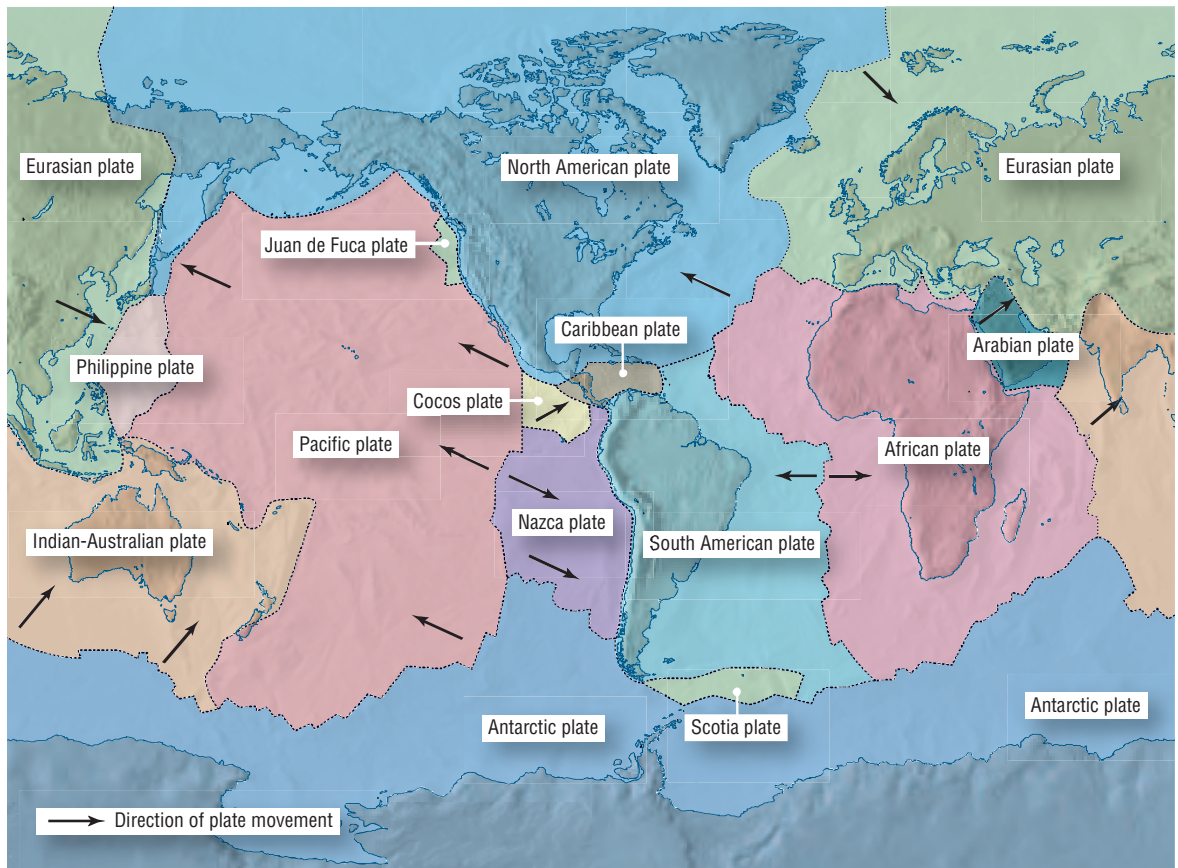 Eurasian plate
North American plate
Eurasian plate
Juan de Fuca plate
Caribbean plate
Arabian plate
Philippine plate
Cocos plate
Pacific plate
African plate
Nazca plate
Indian-Australian plate
South American plate
Antarctic plate
Scotia plate
Antarctic plate
Direction of plate movement